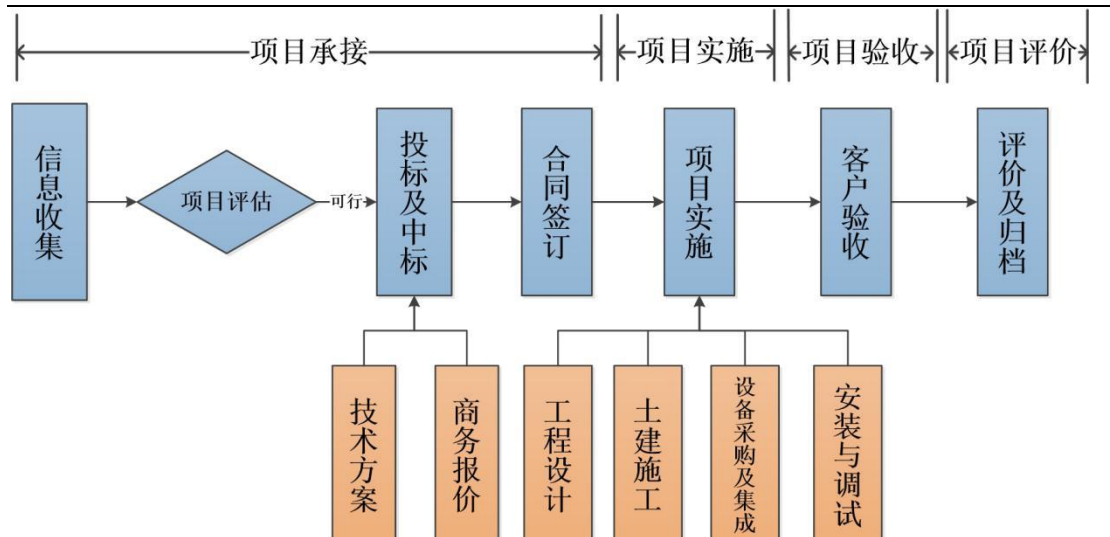 项目承接
项目实施
项目验收
项目评价
信息收集
项目评估
可行
投标及中标
合同签订
项目实施
客户验收
评价及归档
技术方案
商务报价
工程设计
土建施工
设备采购及集成
安装与调试